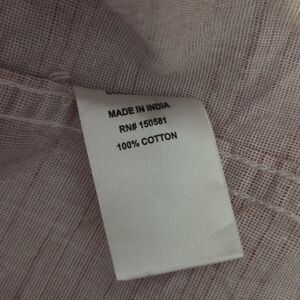 MADE IN INDIA
RN# 150581
100% COTTON